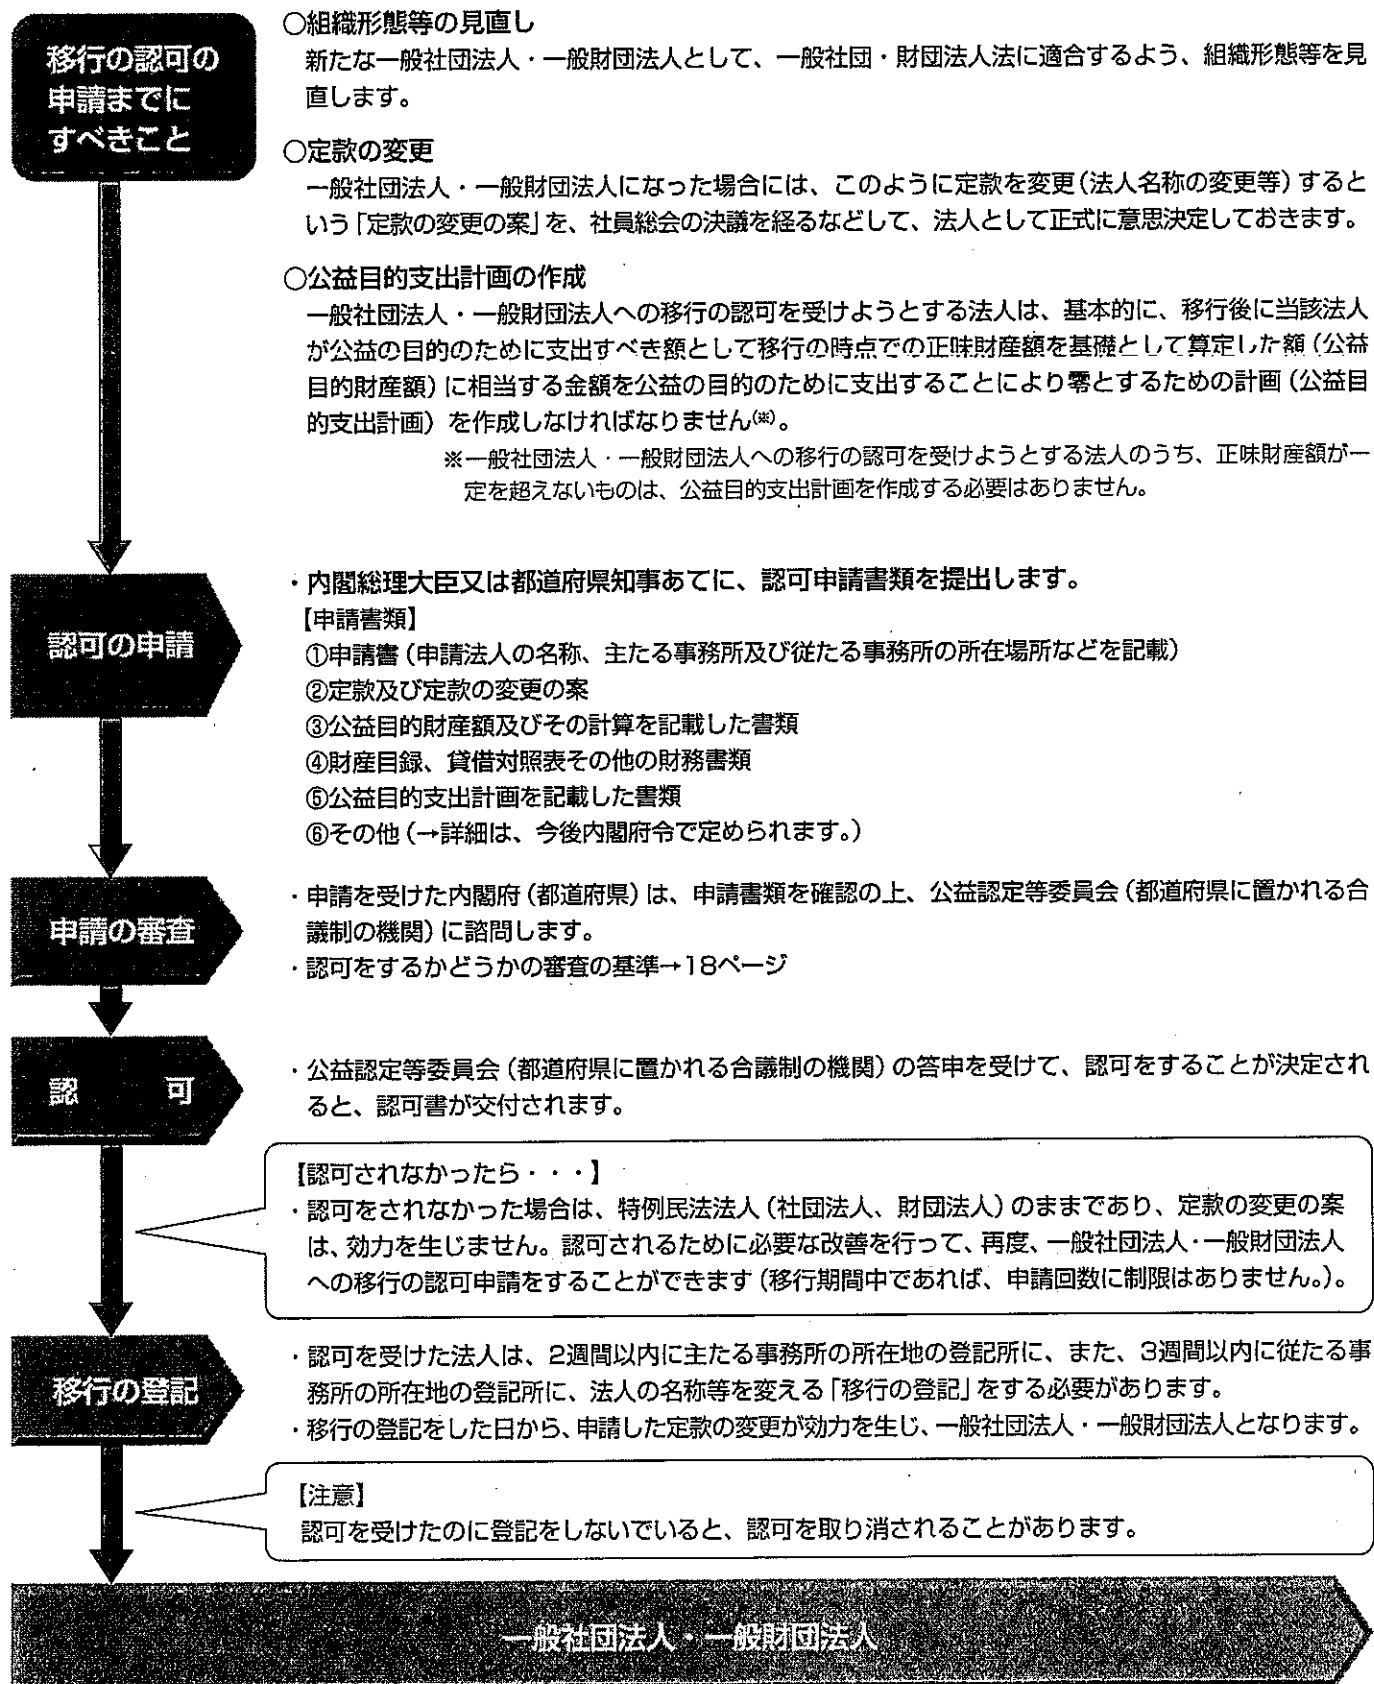 移行の認可の
申請までに
すべきこと
○組織形態等の見直し
新たな一般社団法人・一般財団法人として、一般社団・財団法人法に適合するよう、組織形態等を見
直します。
○定款の変更
一般社団法人・一般財団法人になった場合には、このように定款を変更(法人名称の変更等)すると
いう「定款の変更の案」を、社員総会の決議を経るなどして、法人として正式に意思決定しておきます。
○公益目的支出計画の作成
一般社団法人・一般財団法人への移行の認可を受けようとする法人は、基本的に、移行後に当該法人
が公益の目的のために支出すべき額として移行の時点での正味財産額を基礎として算定した額(公益
目的財産額)に相当する金額を公益の目的のために支出することにより零とするための計画(公益目
的支出計画)を作成しなければなりません(※)。
※一般社団法人・一般財団法人への移行の認可を受けようとする法人のうち、正味財産額が一
定を超えないものは、公益目的支出計画を作成する必要はありません。
認可の申請
・内閣総理大臣又は都道府県知事あてに、認可申請書類を提出します。
【申請書類】
①申請書(申請法人の名称、主たる事務所及び従たる事務所の所在場所などを記載)
②定款及び定款の変更の案
③公益目的財産額及びその計算を記載した書類
④財産目録、貸借対照表その他の財務書類
⑤公益目的支出計画を記載した書類
⑥その他(→詳細は、今後内閣府令で定められます。)
申請の審査
・申請を受けた内閣府(都道府県)は、申請書類を確認の上、公益認定等委員会(都道府県に置かれる合
議制の機関)に諮問します。
・認可をするかどうかの審査の基準→18ページ
認 可
・公益認定等委員会(都道府県に置かれる合議制の機関)の答申を受けて、認可をすることが決定され
ると、認可書が交付されます。
【認可されなかったら・・・】
・認可をされなかった場合は、特例民法法人(社団法人、財団法人)のままであり、定款の変更の案
は、効力を生じません。認可されるために必要な改善を行って、再度、一般社団法人・一般財団法人
への移行の認可申請をすることができます(移行期間中であれば、申請回数に制限はありません。)。
移行の登記
・認可を受けた法人は、2週間以内に主たる事務所の所在地の登記所に、また、3週間以内に従たる事
務所の所在地の登記所に、法人の名称等を変える「移行の登記」をする必要があります。
・移行の登記をした日から、申請した定款の変更が効力を生じ、一般社団法人・一般財団法人となります。
【注意】
認可を受けたのに登記をしないでいると、認可を取り消されることがあります。
一般社団法人・一般財団法人